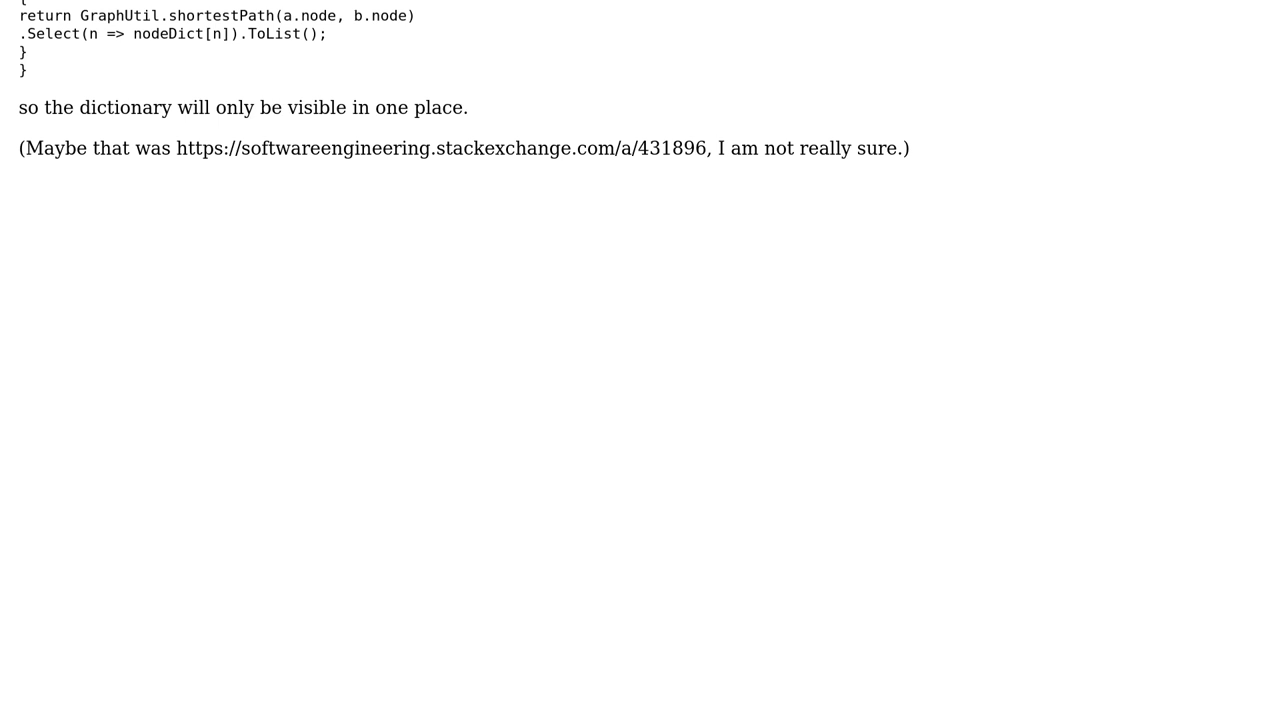 {
return GraphUtil.shortestPath(a.node, b.node)
.Select(n => nodeDict[n]).ToList();
}
}
so the dictionary will only be visible in one place.
(Maybe that was https://softwareengineering.stackexchange.com/a/431896, I am not really sure.)